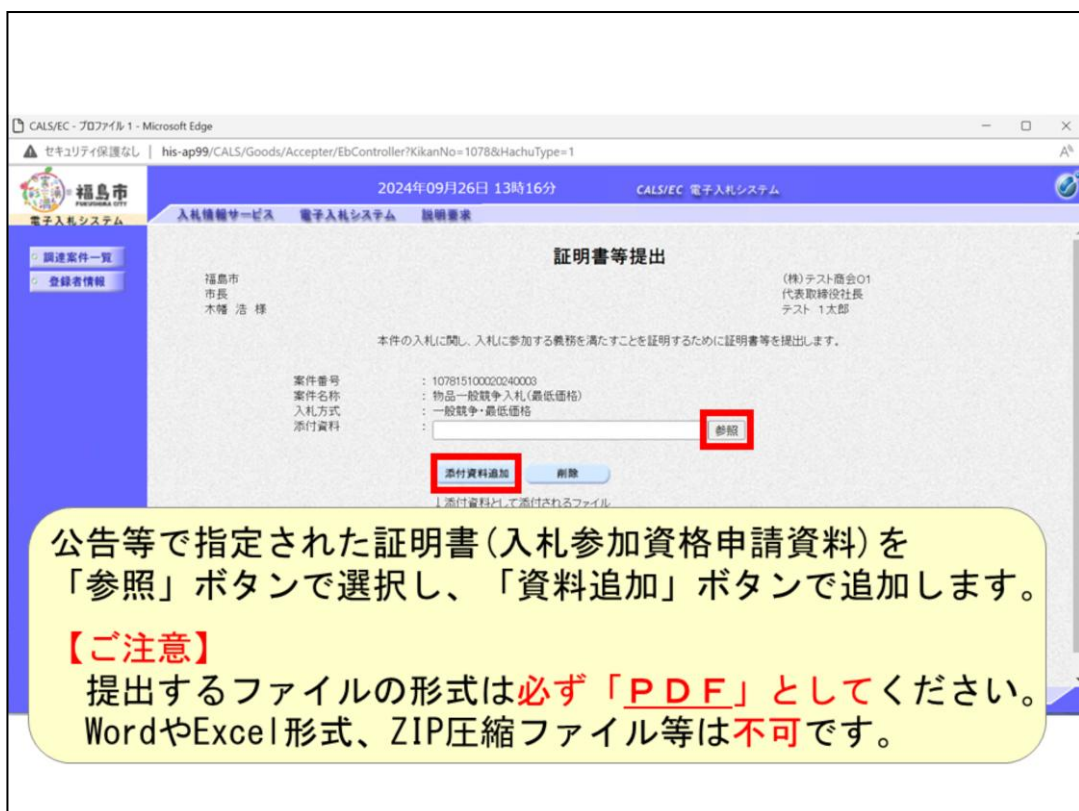 CALS/EC - プロファイル 1 - Microsoft Edge
セキュリティ保護なし | his-ap99/CALS/Goods/Accepter/EbController?KikanNo=1078&HachuType=1
福島市
FUKUSHIMA CITY
電子入札システム
2024年09月26日 13時16分
CALS/EC 電子入札システム
入札情報サービス 電子入札システム 説明要求
調達案件一覧
登録者情報
証明書等提出
福島市
市長
木幡 浩 様
(株)テスト商会01
代表取締役社長
テスト 1太郎
本件の入札に関し、入札に参加する義務を満たすことを証明するために証明書等を提出します。
案件番号 : 107815100020240003
案件名称 : 物品一般競争入札(最低価格)
入札方式 : 一般競争・最低価格
添付資料 : 参照
添付資料追加 削除
↓添付資料として添付されるファイル
公告等で指定された証明書(入札参加資格申請資料)を
「参照」ボタンで選択し、「資料追加」ボタンで追加します。
【ご注意】
提出するファイルの形式は必ず「ＰＤＦ」としてください。
WordやExcel形式、ZIP圧縮ファイル等は不可です。